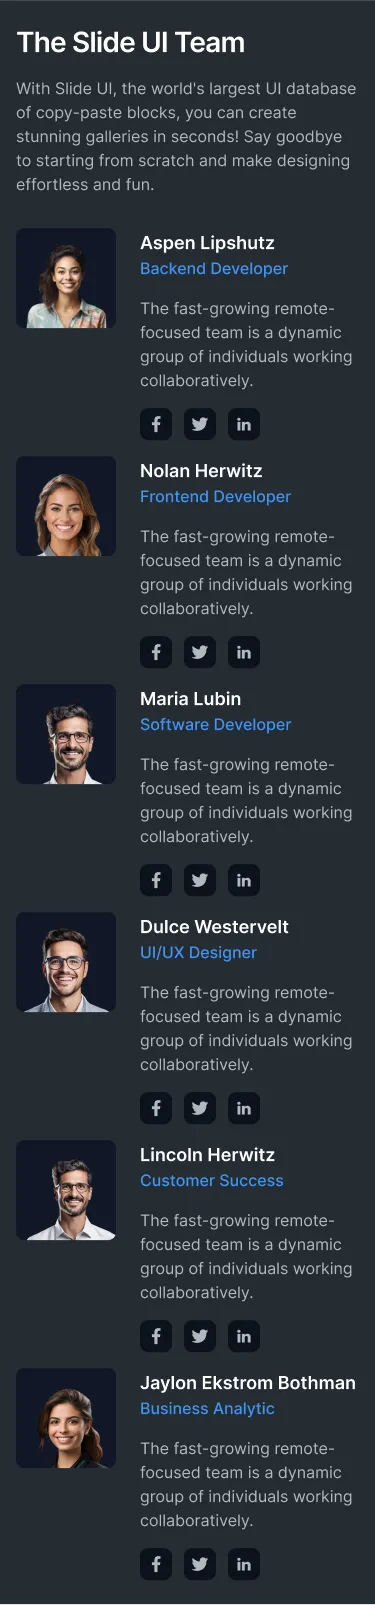 The Slide UI Team
With Slide UI, the world's largest UI database
of copy-paste blocks, you can create
stunning galleries in seconds! Say goodbye
to starting from scratch and make designing
effortless and fun.
Aspen Lipshutz
Backend Developer
The fast-growing remote-
focused team is a dynamic
group of individuals working
collaboratively.
f in
Nolan Herwitz
Frontend Developer
The fast-growing remote-
focused team is a dynamic
group of individuals working
collaboratively.
f in
Maria Lubin
Software Developer
The fast-growing remote-
focused team is a dynamic
group of individuals working
collaboratively.
f in
Dulce Westervelt
UI/UX Designer
The fast-growing remote-
focused team is a dynamic
group of individuals working
collaboratively.
f in
Lincoln Herwitz
Customer Success
The fast-growing remote-
focused team is a dynamic
group of individuals working
collaboratively.
f in
Jaylon Ekstrom Bothman
Business Analytic
The fast-growing remote-
focused team is a dynamic
group of individuals working
collaboratively.
f in